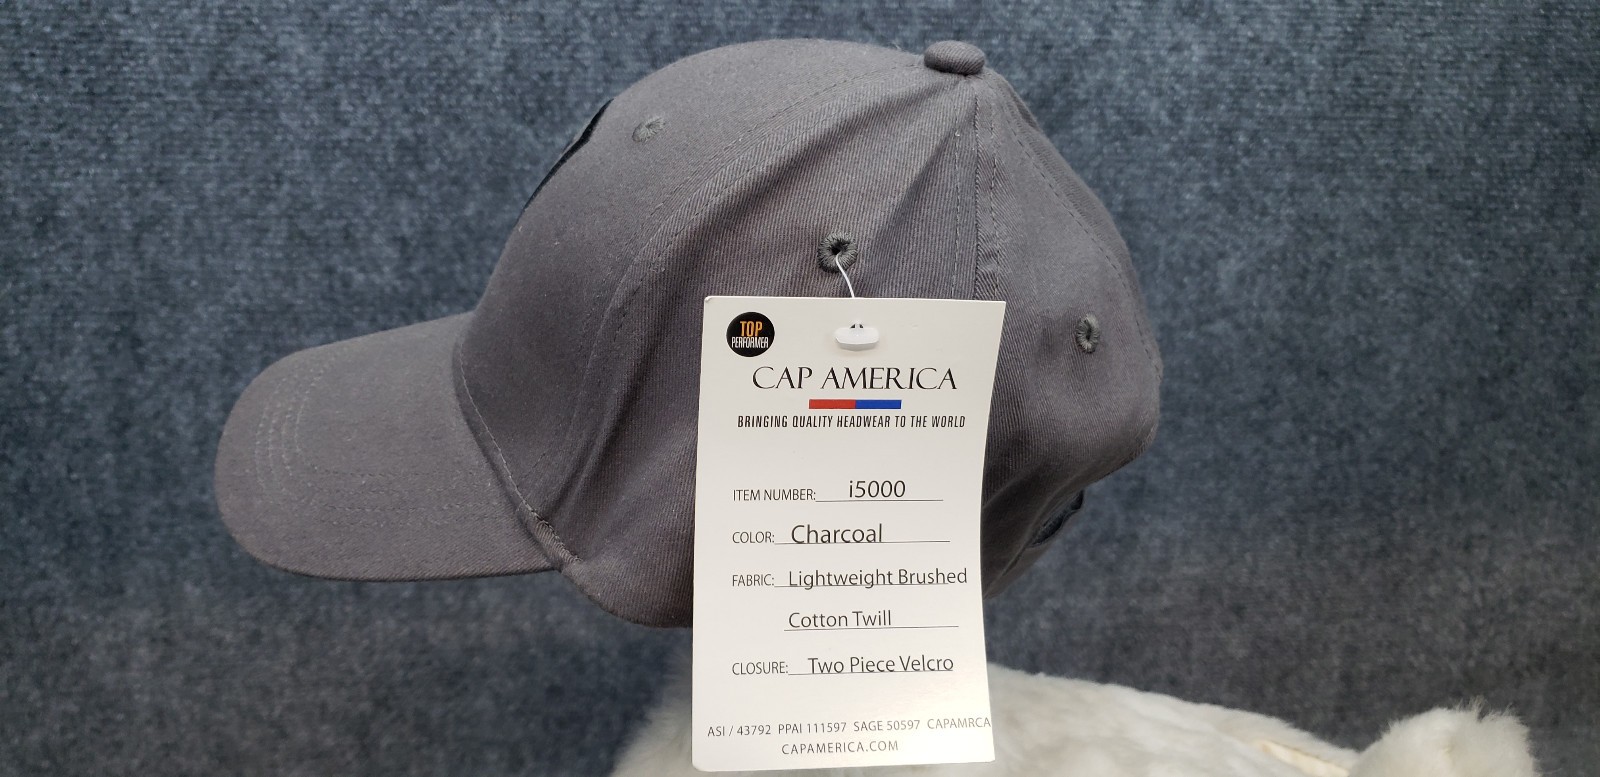 TOP
PERFORMER
CAP AMERICA
BRINGING QUALITY HEADWEAR TO THE WORLD
ITEM NUMBER: i5000
COLOR: Charcoal
FABRIC: Lightweight Brushed
Cotton Twill
CLOSURE: Two Piece Velcro
ASI / 43792 PPAI 111597 SAGE 50597 CAPAMRCA
CAPAMERICA.COM